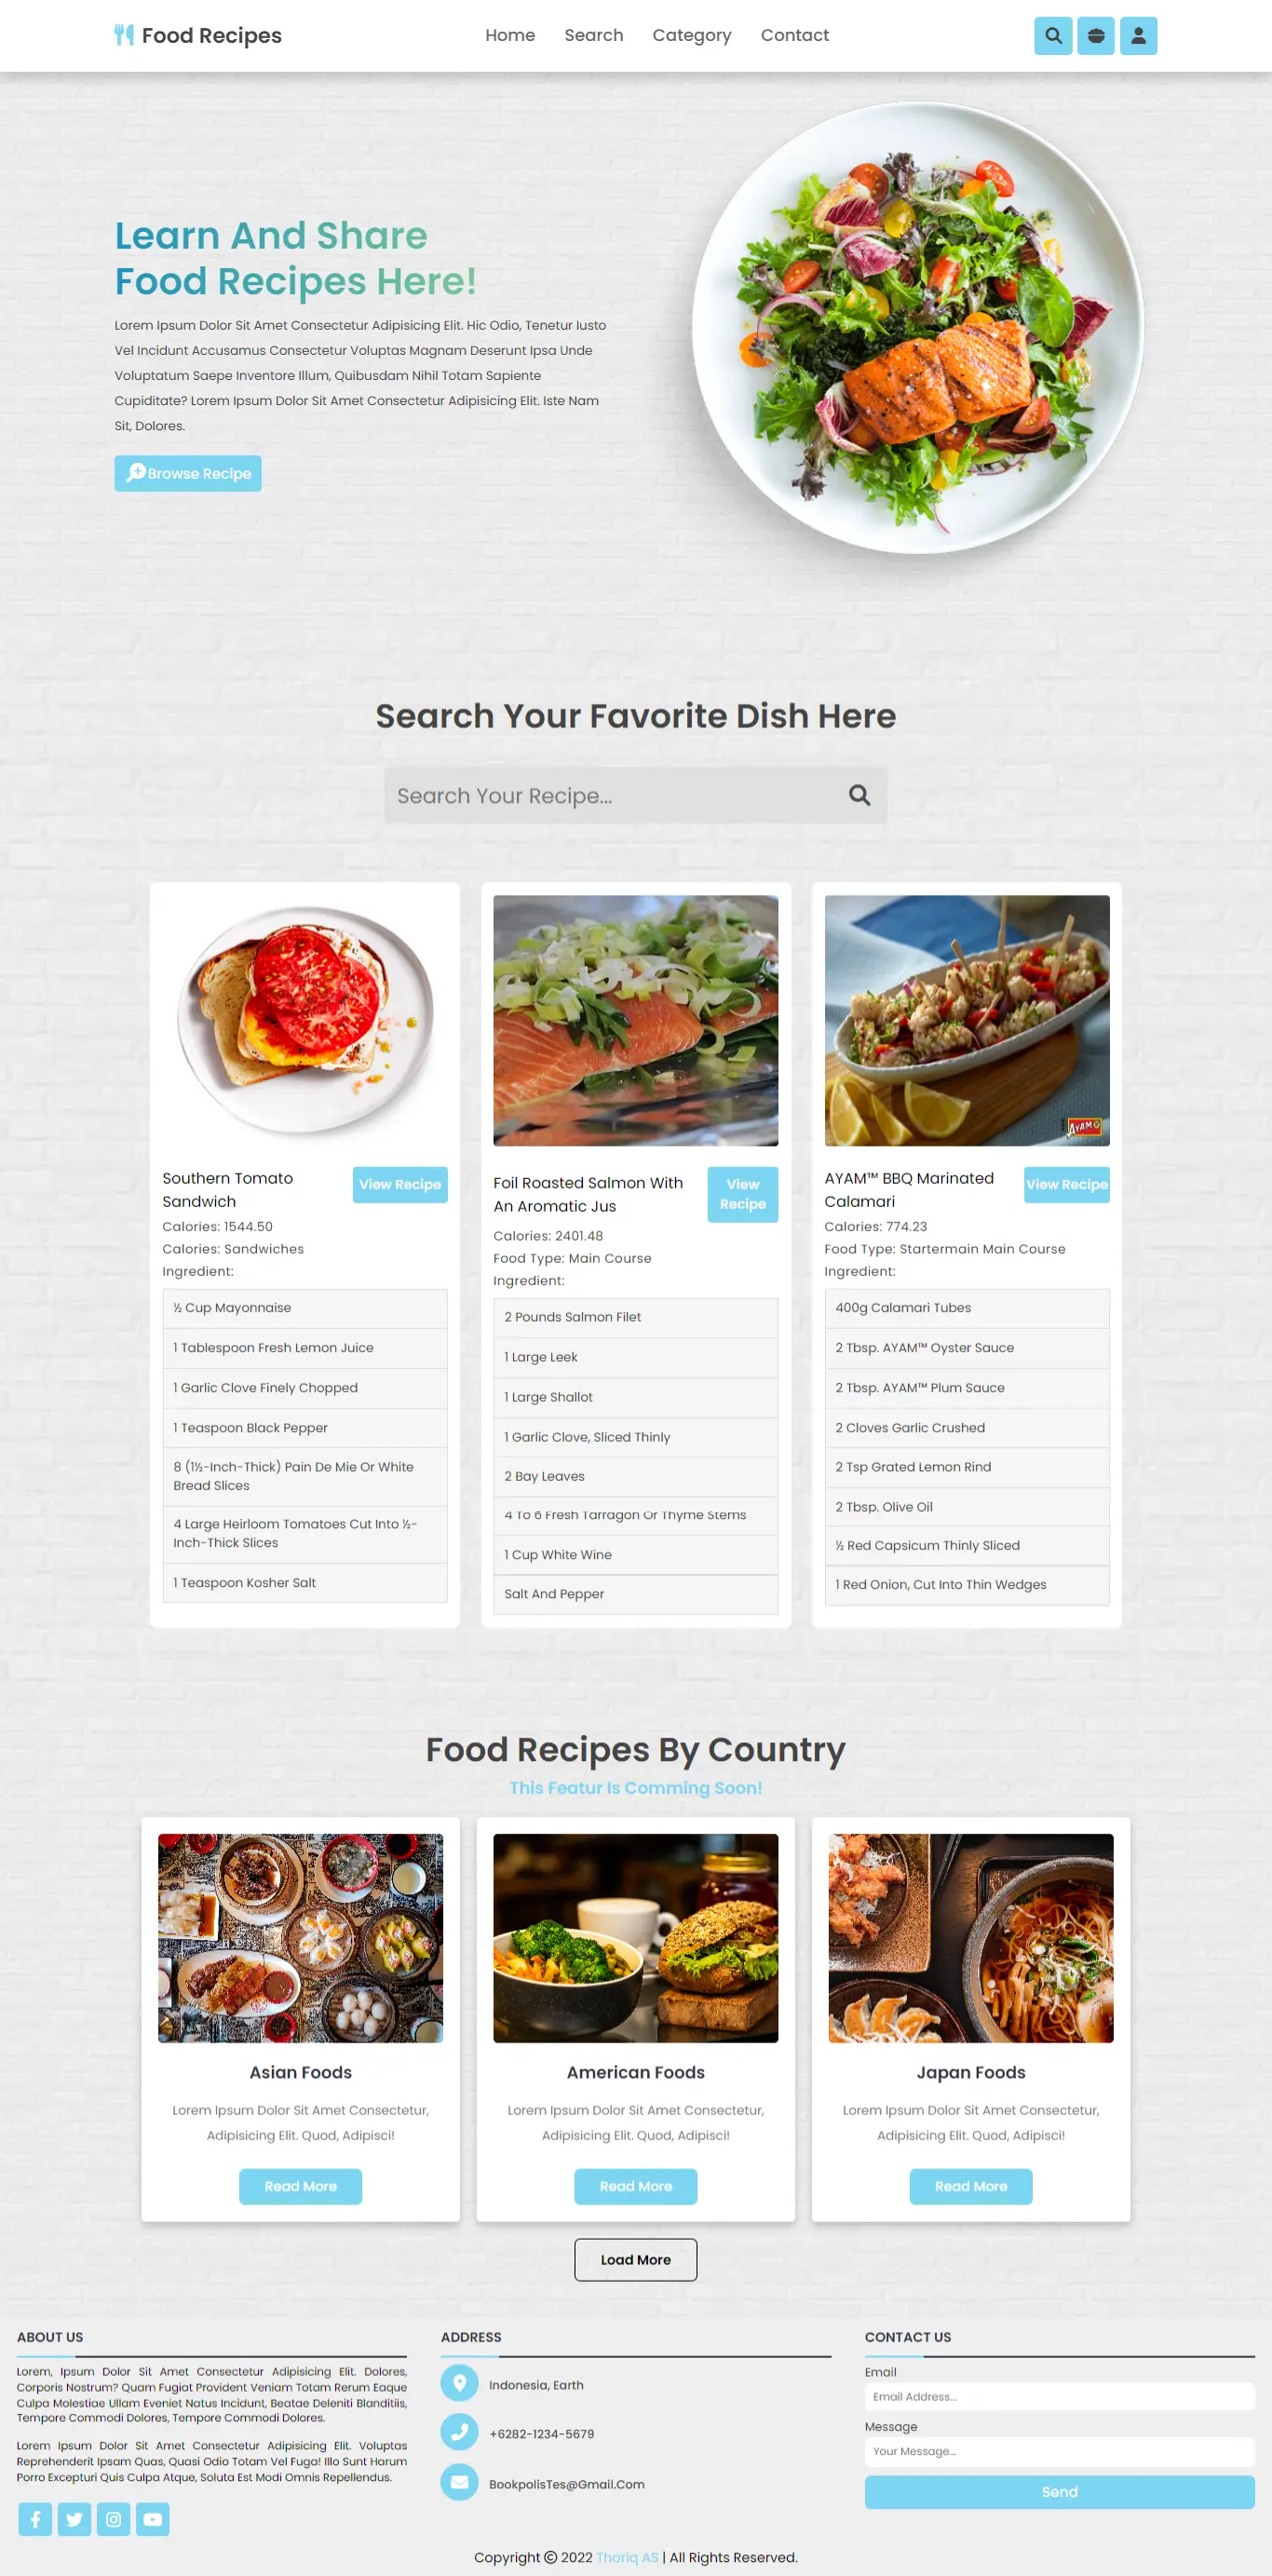 Food Recipes
Home Search Category Contact
Learn And Share
Food Recipes Here!
Lorem Ipsum Dolor Sit Amet Consectetur Adipisicing Elit. Hic Odio, Tenetur Iusto
Vel Incidunt Accusamus Consectetur Voluptas Magnam Deserunt Ipsa Unde
Voluptatum Saepe Inventore Illum, Quibusdam Nihil Totam Sapiente
Cupiditate? Lorem Ipsum Dolor Sit Amet Consectetur Adipisicing Elit. Iste Nam
Sit, Dolores.
Browse Recipe
Search Your Favorite Dish Here
Search Your Recipe...
Southern Tomato
Sandwich
View Recipe
Calories: 1544.50
Calories: Sandwiches
Ingredient:
½ Cup Mayonnaise
1 Tablespoon Fresh Lemon Juice
1 Garlic Clove Finely Chopped
1 Teaspoon Black Pepper
8 (1½-Inch-Thick) Pain De Mie Or White
Bread Slices
4 Large Heirloom Tomatoes Cut Into ½-
Inch-Thick Slices
1 Teaspoon Kosher Salt
Foil Roasted Salmon With
An Aromatic Jus
View
Recipe
Calories: 2401.48
Food Type: Main Course
Ingredient:
2 Pounds Salmon Filet
1 Large Leek
1 Large Shallot
1 Garlic Clove, Sliced Thinly
2 Bay Leaves
4 To 6 Fresh Tarragon Or Thyme Stems
1 Cup White Wine
Salt And Pepper
AYAM
AYAM™ BBQ Marinated
Calamari
View Recipe
Calories: 774.23
Food Type: Startermain Main Course
Ingredient:
400g Calamari Tubes
2 Tbsp. AYAM™ Oyster Sauce
2 Tbsp. AYAM™ Plum Sauce
2 Cloves Garlic Crushed
2 Tsp Grated Lemon Rind
2 Tbsp. Olive Oil
½ Red Capsicum Thinly Sliced
1 Red Onion, Cut Into Thin Wedges
Food Recipes By Country
This Featur Is Comming Soon!
Asian Foods
Lorem Ipsum Dolor Sit Amet Consectetur,
Adipisicing Elit. Quod, Adipisci!
Read More
American Foods
Lorem Ipsum Dolor Sit Amet Consectetur,
Adipisicing Elit. Quod, Adipisci!
Read More
Japan Foods
Lorem Ipsum Dolor Sit Amet Consectetur,
Adipisicing Elit. Quod, Adipisci!
Read More
Load More
ABOUT US
Lorem, Ipsum Dolor Sit Amet Consectetur Adipisicing Elit. Dolores,
Corporis Nostrum? Quam Fugiat Provident Veniam Totam Rerum Eaque
Culpa Molestiae Ullam Eveniet Natus Incidunt, Beatae Deleniti Blanditiis,
Tempore Commodi Dolores, Tempore Commodi Dolores.
Lorem Ipsum Dolor Sit Amet Consectetur Adipisicing Elit. Voluptas
Reprehenderit Ipsam Quas, Quasi Odio Totam Vel Fuga! Illo Sunt Harum
Porro Excepturi Quis Culpa Atque, Soluta Est Modi Omnis Repellendus.
ADDRESS
Indonesia, Earth
+6282-1234-5679
BookpolisTes@Gmail.Com
CONTACT US
Email
Email Address...
Message
Your Message...
Send
Copyright © 2022 Thoriq AS | All Rights Reserved.